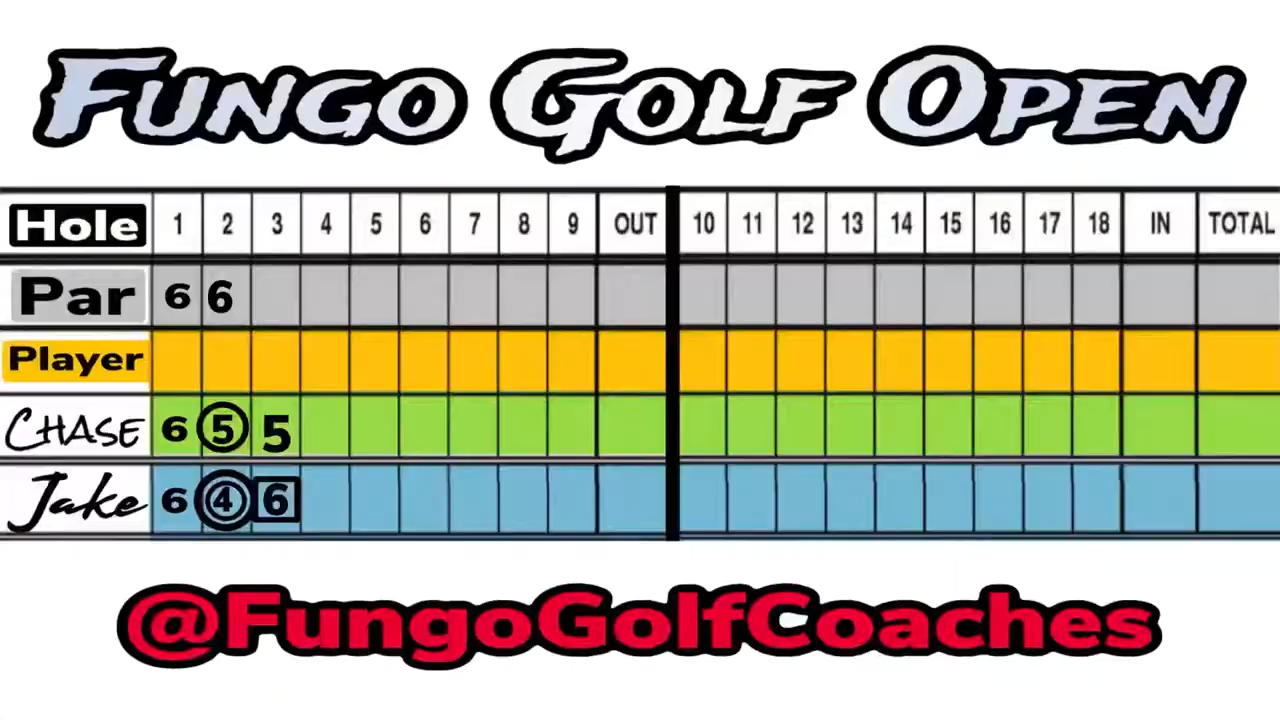 FUNGO GOLF OPEN
Hole 1 2 3 4 5 6 7 8 9 OUT 10 11 12 13 14 15 16 17 18 IN TOTAL
Par 6 6
Player
CHASE 6 5 5
Jake 6 4 6
@FungoGolfCoaches